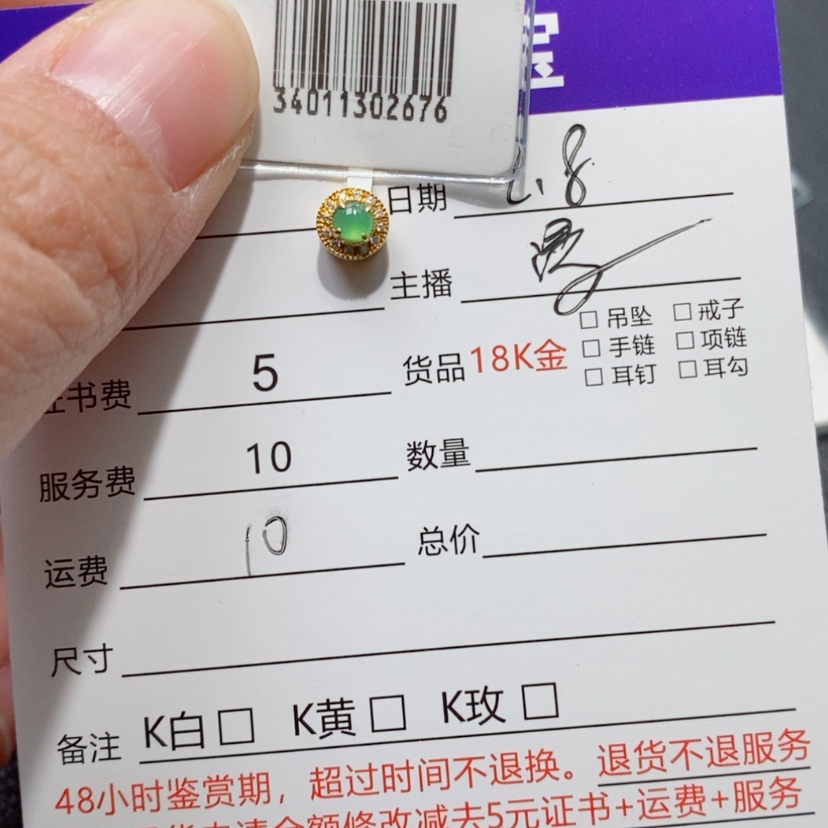 34011302676
日期
主播
书费 5 货品 18K金
□ 吊坠 □ 戒子
□ 手链 □ 项链
□ 耳钉 □ 耳勾
服务费 10 数量
运费 10 总价
尺寸
备注 K白□ K黄□ K玫□
48小时鉴赏期，超过时间不退换。退货不退服务
金额修改减去5元证书+运费+服务